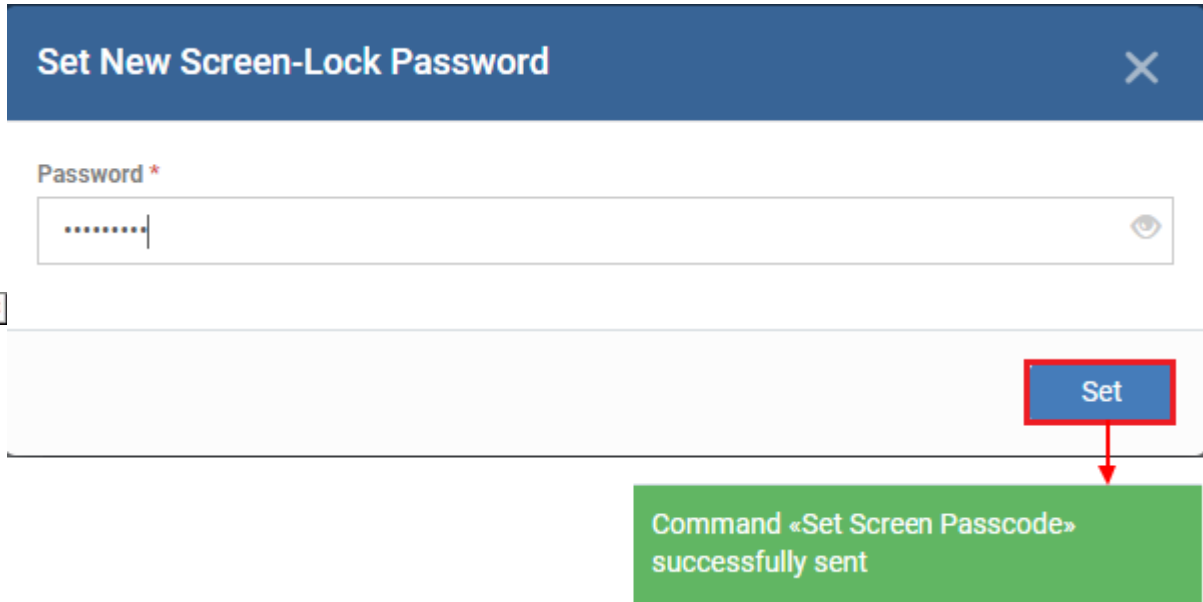 Set New Screen-Lock Password
Password *
•••••••••
Set
Command «Set Screen Passcode»
successfully sent